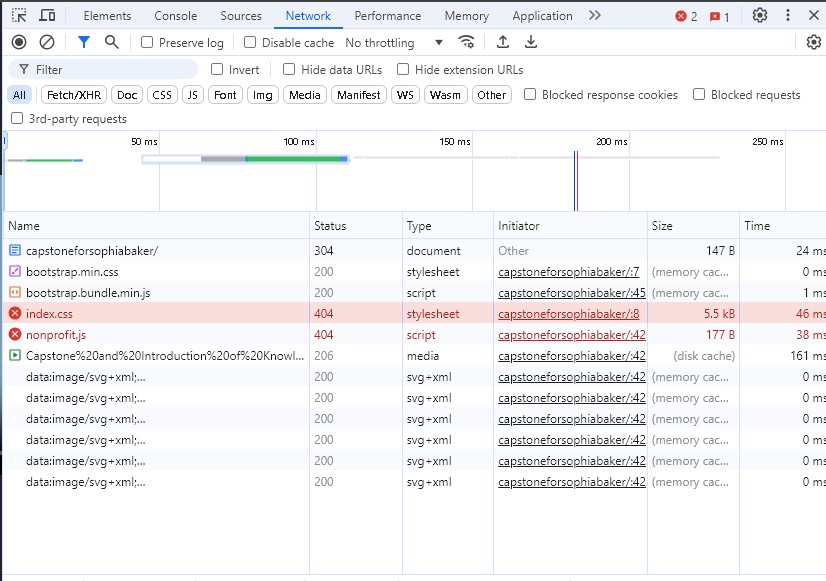 Elements Console Sources Network Performance Memory Application 2 1
Preserve log Disable cache No throttling
Filter Invert Hide data URLs Hide extension URLs
All Fetch/XHR Doc CSS JS Font Img Media Manifest WS Wasm Other Blocked response cookies Blocked requests
3rd-party requests
50 ms 100 ms 150 ms 200 ms 250 ms
Name Status Type Initiator Size Time
capstoneforsophiabaker/ 304 document Other 147 B 24 ms
bootstrap.min.css 200 stylesheet capstoneforsophiabaker/:7 (memory cac... 0 ms
bootstrap.bundle.min.js 200 script capstoneforsophiabaker/:45 (memory cac... 1 ms
index.css 404 stylesheet capstoneforsophiabaker/:8 5.5 kB 46 ms
nonprofit.js 404 script capstoneforsophiabaker/:42 177 B 38 ms
Capstone%20and%20Introduction%20of%20Knowl... 206 media capstoneforsophiabaker/:42 (disk cache) 161 ms
data:image/svg+xml;... 200 svg+xml capstoneforsophiabaker/:42 (memory cac... 0 ms
data:image/svg+xml;... 200 svg+xml capstoneforsophiabaker/:42 (memory cac... 0 ms
data:image/svg+xml;... 200 svg+xml capstoneforsophiabaker/:42 (memory cac... 0 ms
data:image/svg+xml;... 200 svg+xml capstoneforsophiabaker/:42 (memory cac... 0 ms
data:image/svg+xml;... 200 svg+xml capstoneforsophiabaker/:42 (memory cac... 0 ms
data:image/svg+xml;... 200 svg+xml capstoneforsophiabaker/:42 (memory cac... 0 ms